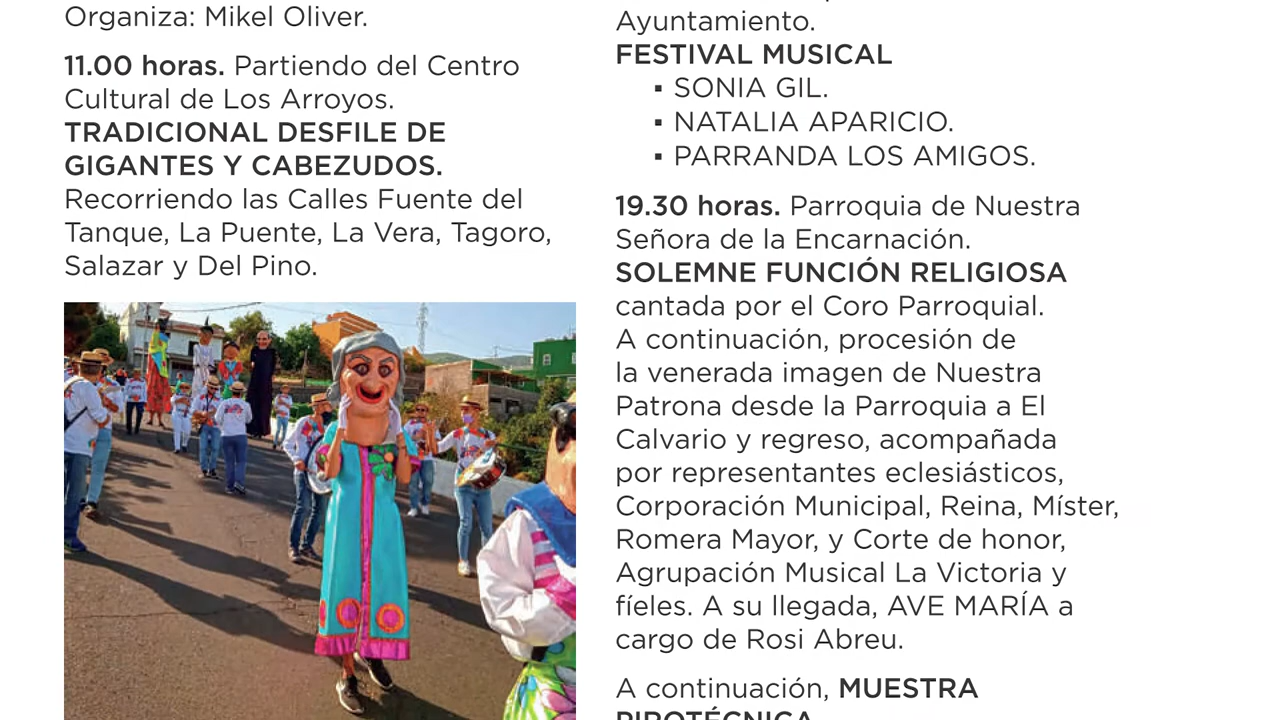 Organiza: Mikel Oliver.
11.00 horas. Partiendo del Centro
Cultural de Los Arroyos.
TRADICIONAL DESFILE DE
GIGANTES Y CABEZUDOS.
Recorriendo las Calles Fuente del
Tanque, La Puente, La Vera, Tagoro,
Salazar y Del Pino.
Ayuntamiento.
FESTIVAL MUSICAL
▪ SONIA GIL.
▪ NATALIA APARICIO.
▪ PARRANDA LOS AMIGOS.
19.30 horas. Parroquia de Nuestra
Señora de la Encarnación.
SOLEMNE FUNCIÓN RELIGIOSA
cantada por el Coro Parroquial.
A continuación, procesión de
la venerada imagen de Nuestra
Patrona desde la Parroquia a El
Calvario y regreso, acompañada
por representantes eclesiásticos,
Corporación Municipal, Reina, Míster,
Romera Mayor, y Corte de honor,
Agrupación Musical La Victoria y
fíeles. A su llegada, AVE MARÍA a
cargo de Rosi Abreu.
A continuación, MUESTRA
PIROTÉCNICA